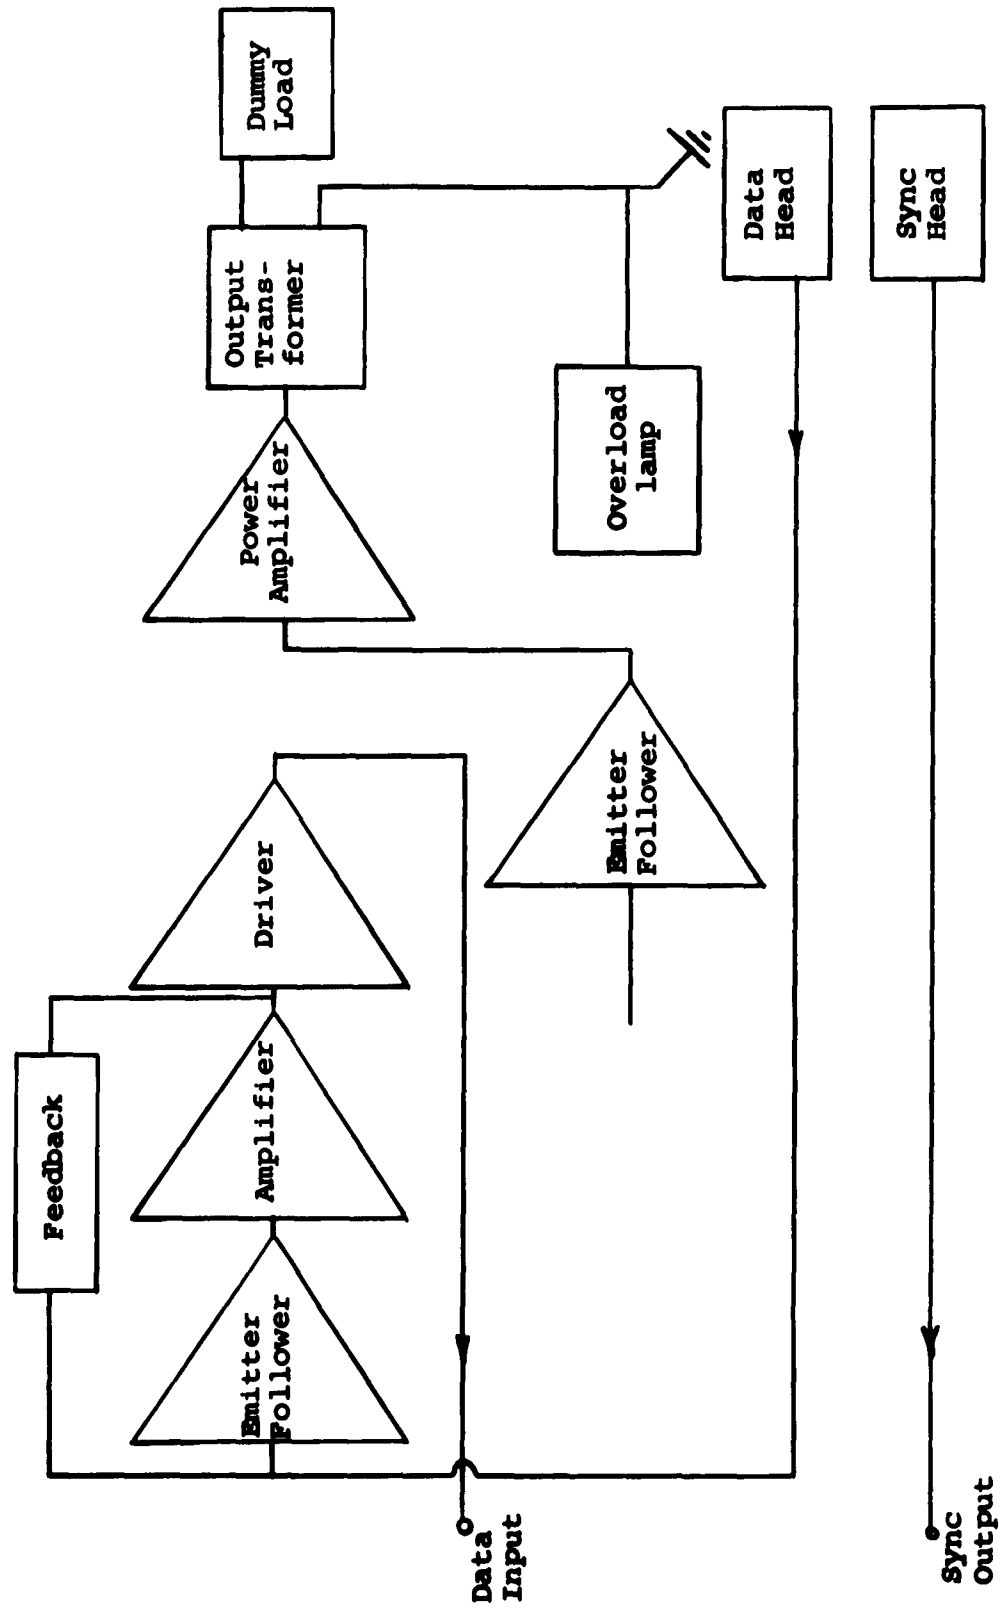 Feedback
Emitter
Follower
Amplifier
Driver
Power
Amplifier
Output
Trans-
former
Dummy
Load
Data
Input
Emitter
Follower
Overload
lamp
Data
Head
Sync
Output
Sync
Head